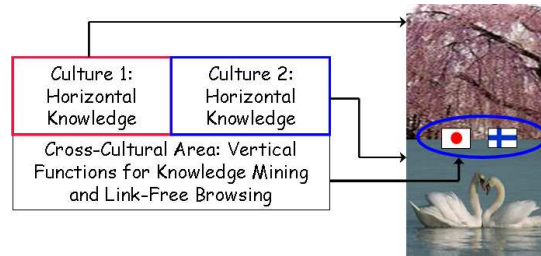 Culture 1:
Horizontal
Knowledge
Culture 2:
Horizontal
Knowledge
Cross-Cultural Area: Vertical
Functions for Knowledge Mining
and Link-Free Browsing